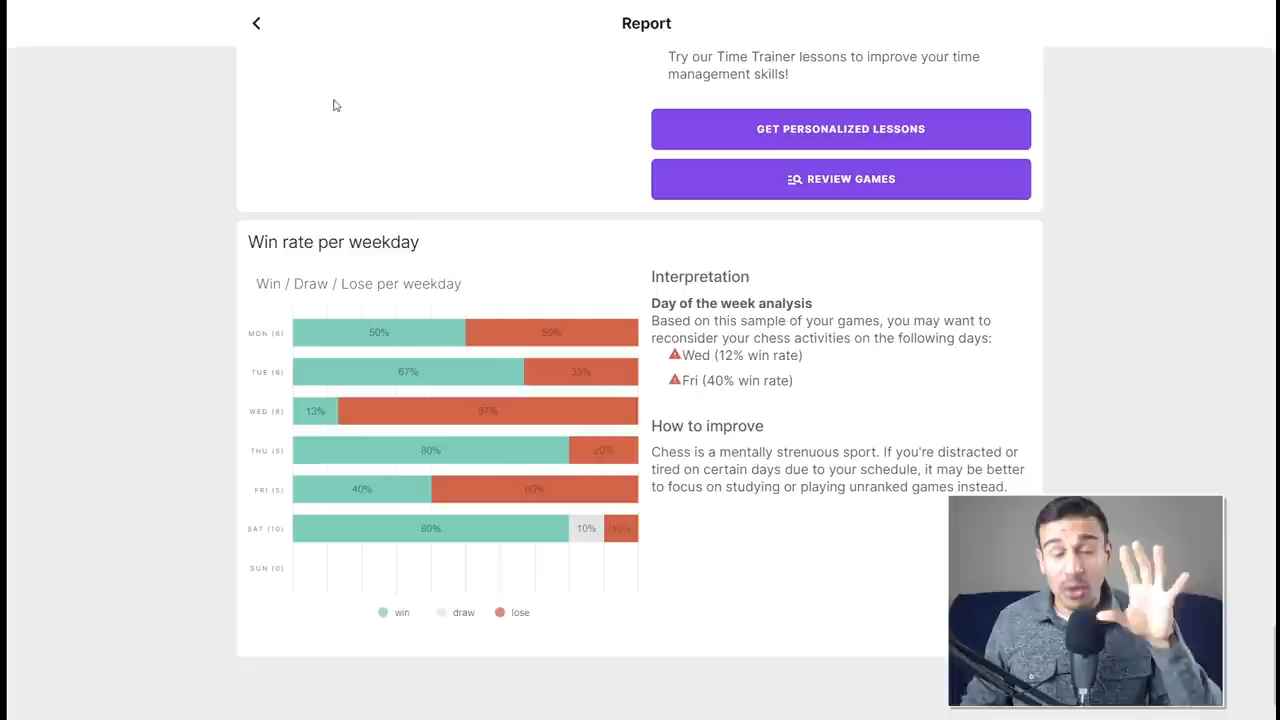 Report
Try our Time Trainer lessons to improve your time
management skills!
GET PERSONALIZED LESSONS
REVIEW GAMES
Win rate per weekday
Win / Draw / Lose per weekday
MON (6)
50%
50%
TUE (6)
67%
33%
WED (8)
13%
87%
THU (5)
80%
20%
FRI (5)
40%
60%
SAT (10)
80%
10%
10%
SUN (0)
win
draw
lose
Interpretation
Day of the week analysis
Based on this sample of your games, you may want to
reconsider your chess activities on the following days:
Wed (12% win rate)
Fri (40% win rate)
How to improve
Chess is a mentally strenuous sport. If you're distracted or
tired on certain days due to your schedule, it may be better
to focus on studying or playing unranked games instead.